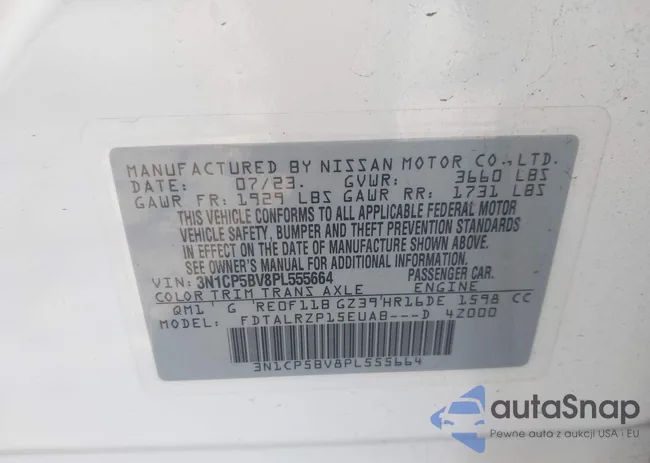 MANUFACTURED BY NISSAN MOTOR CO., LTD.
DATE: 07/23. GVWR: 3660 LBS
GAWR FR: 1929 LBS GAWR RR: 1731 LBS
THIS VEHICLE CONFORMS TO ALL APPLICABLE FEDERAL MOTOR
VEHICLE SAFETY, BUMPER AND THEFT PREVENTION STANDARDS
IN EFFECT ON THE DATE OF MANUFACTURE SHOWN ABOVE.
SEE OWNER'S MANUAL FOR ADDITIONAL INFORMATION.
VIN: 3N1CP5BV8PL555664 PASSENGER CAR.
COLOR TRIM TRANS AXLE ENGINE
QM1 G RE0F11B GZ39 HR16DE 1598 CC
FDTALRZP15EUAB---D 4Z000
3N1CP5BV8PL555664
autaSnap
Pewne auta z aukcji USA i EU